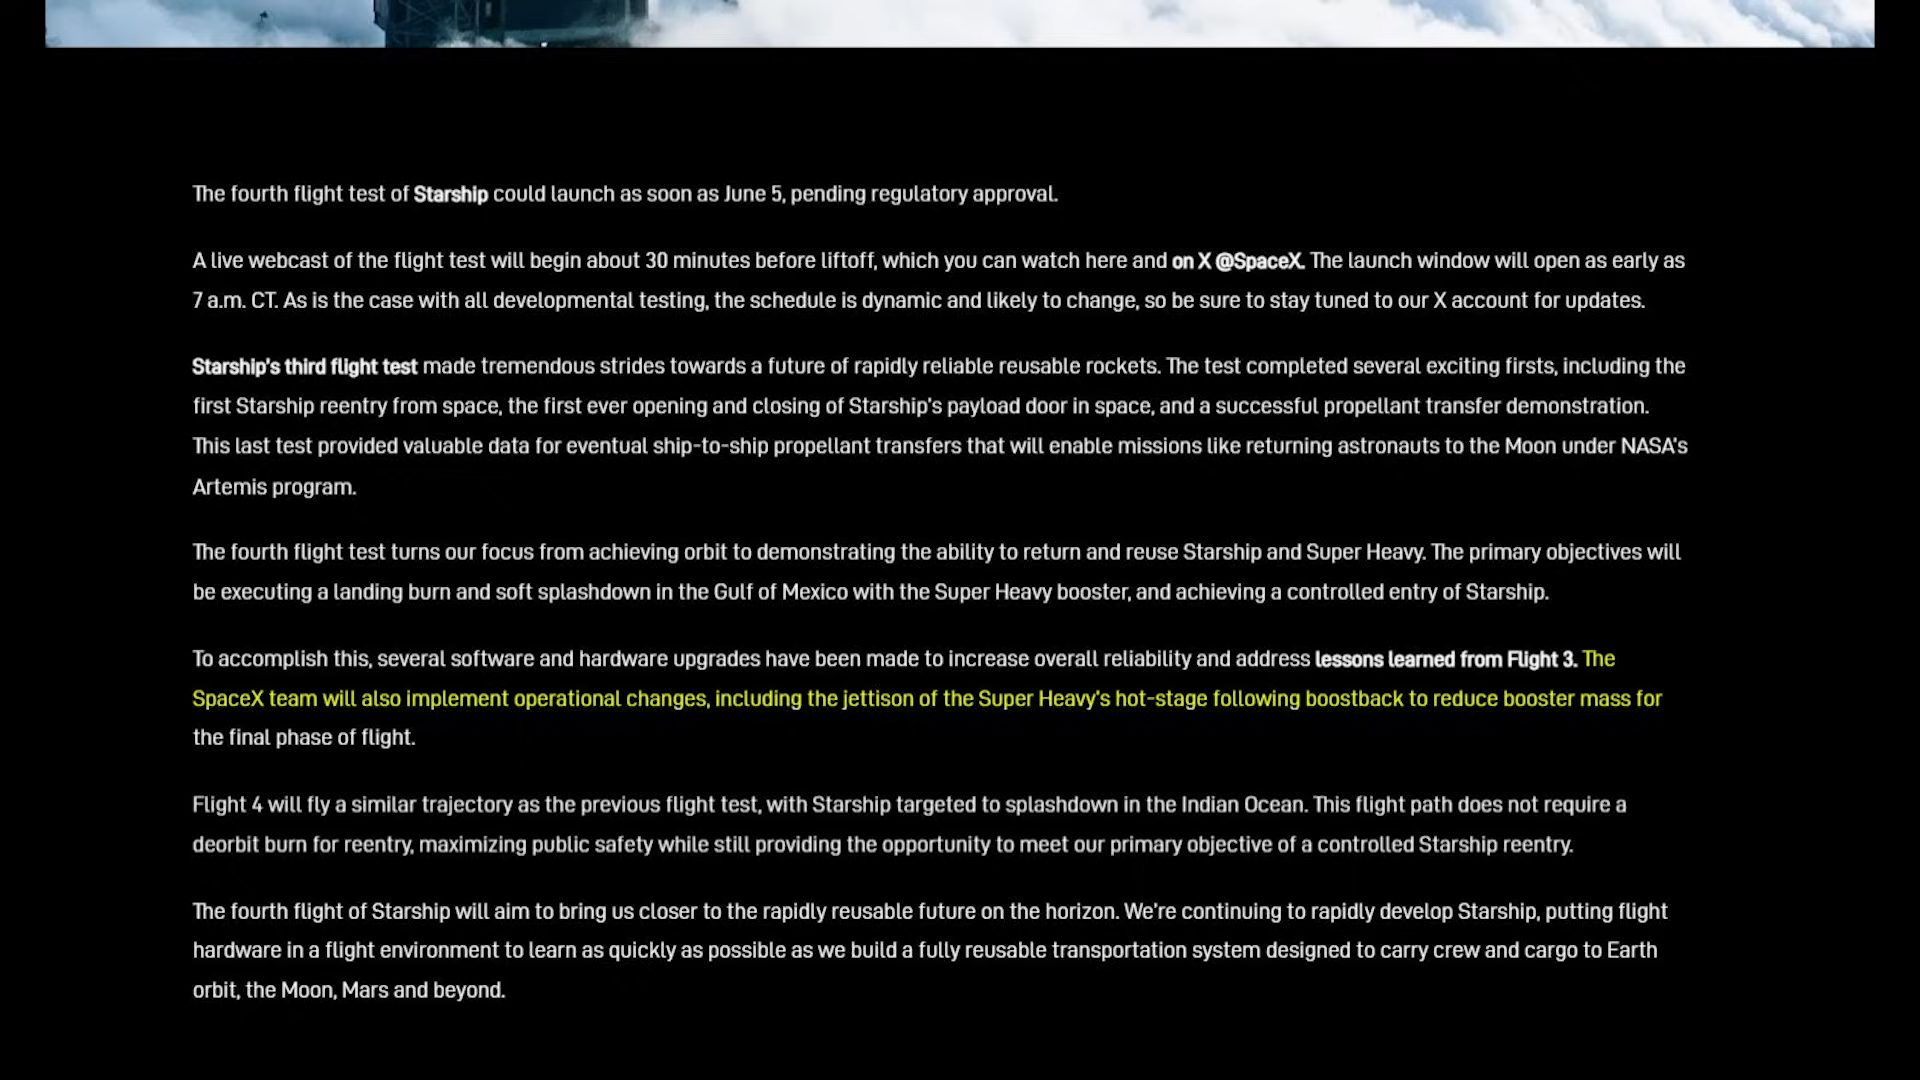 The fourth flight test of Starship could launch as soon as June 5, pending regulatory approval.
A live webcast of the flight test will begin about 30 minutes before liftoff, which you can watch here and on X @SpaceX. The launch window will open as early as
7 a.m. CT. As is the case with all developmental testing, the schedule is dynamic and likely to change, so be sure to stay tuned to our X account for updates.
Starship's third flight test made tremendous strides towards a future of rapidly reliable reusable rockets. The test completed several exciting firsts, including the
first Starship reentry from space, the first ever opening and closing of Starship's payload door in space, and a successful propellant transfer demonstration.
This last test provided valuable data for eventual ship-to-ship propellant transfers that will enable missions like returning astronauts to the Moon under NASA's
Artemis program.
The fourth flight test turns our focus from achieving orbit to demonstrating the ability to return and reuse Starship and Super Heavy. The primary objectives will
be executing a landing burn and soft splashdown in the Gulf of Mexico with the Super Heavy booster, and achieving a controlled entry of Starship.
To accomplish this, several software and hardware upgrades have been made to increase overall reliability and address lessons learned from Flight 3. The
SpaceX team will also implement operational changes, including the jettison of the Super Heavy's hot-stage following boostback to reduce booster mass for
the final phase of flight.
Flight 4 will fly a similar trajectory as the previous flight test, with Starship targeted to splashdown in the Indian Ocean. This flight path does not require a
deorbit burn for reentry, maximizing public safety while still providing the opportunity to meet our primary objective of a controlled Starship reentry.
The fourth flight of Starship will aim to bring us closer to the rapidly reusable future on the horizon. We're continuing to rapidly develop Starship, putting flight
hardware in a flight environment to learn as quickly as possible as we build a fully reusable transportation system designed to carry crew and cargo to Earth
orbit, the Moon, Mars and beyond.